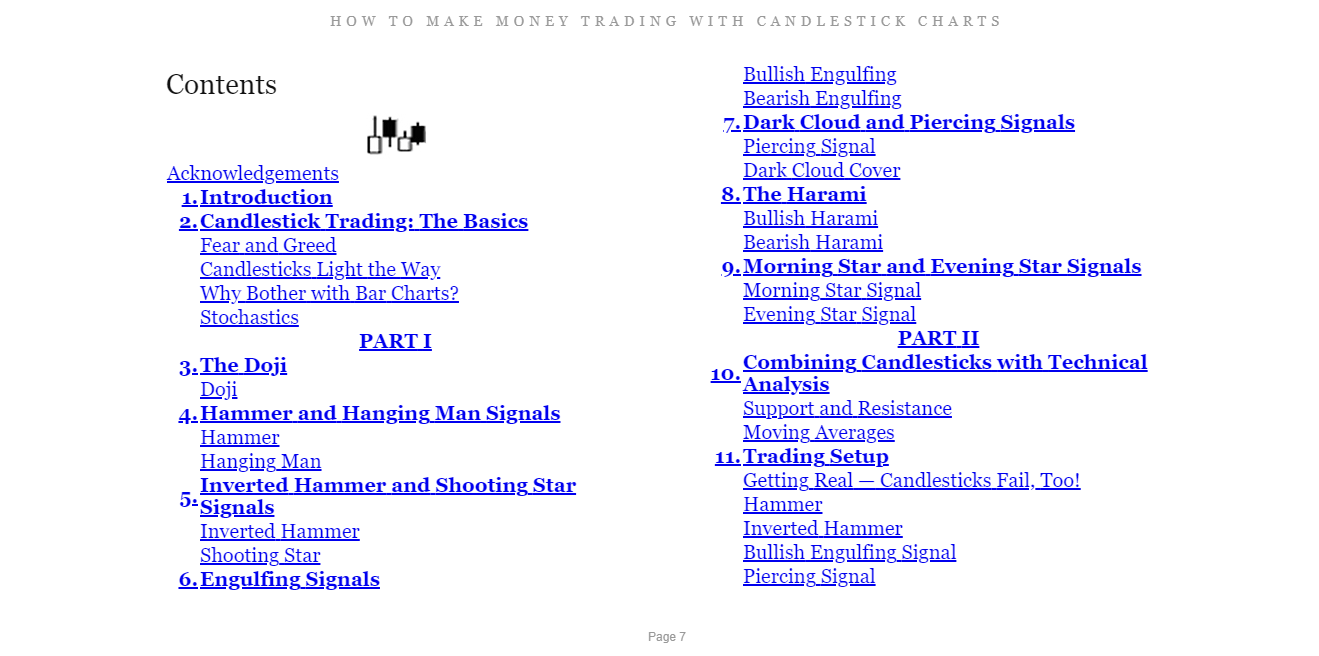 HOW TO MAKE MONEY TRADING WITH CANDLESTICK CHARTS
Contents
Acknowledgements
1. Introduction
2. Candlestick Trading: The Basics
Fear and Greed
Candlesticks Light the Way
Why Bother with Bar Charts?
Stochastics
PART I
3. The Doji
Doji
4. Hammer and Hanging Man Signals
Hammer
Hanging Man
5. Inverted Hammer and Shooting Star
Signals
Inverted Hammer
Shooting Star
6. Engulfing Signals
Bullish Engulfing
Bearish Engulfing
7. Dark Cloud and Piercing Signals
Piercing Signal
Dark Cloud Cover
8. The Harami
Bullish Harami
Bearish Harami
9. Morning Star and Evening Star Signals
Morning Star Signal
Evening Star Signal
PART II
10. Combining Candlesticks with Technical
Analysis
Support and Resistance
Moving Averages
11. Trading Setup
Getting Real — Candlesticks Fail, Too!
Hammer
Inverted Hammer
Bullish Engulfing Signal
Piercing Signal
Page 7